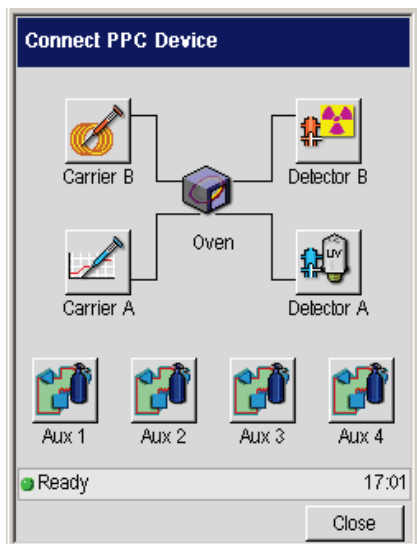 Connect PPC Device
Carrier B
Detector B
Oven
UV
Carrier A
Detector A
Aux 1 Aux 2 Aux 3 Aux 4
Ready 17:01
Close